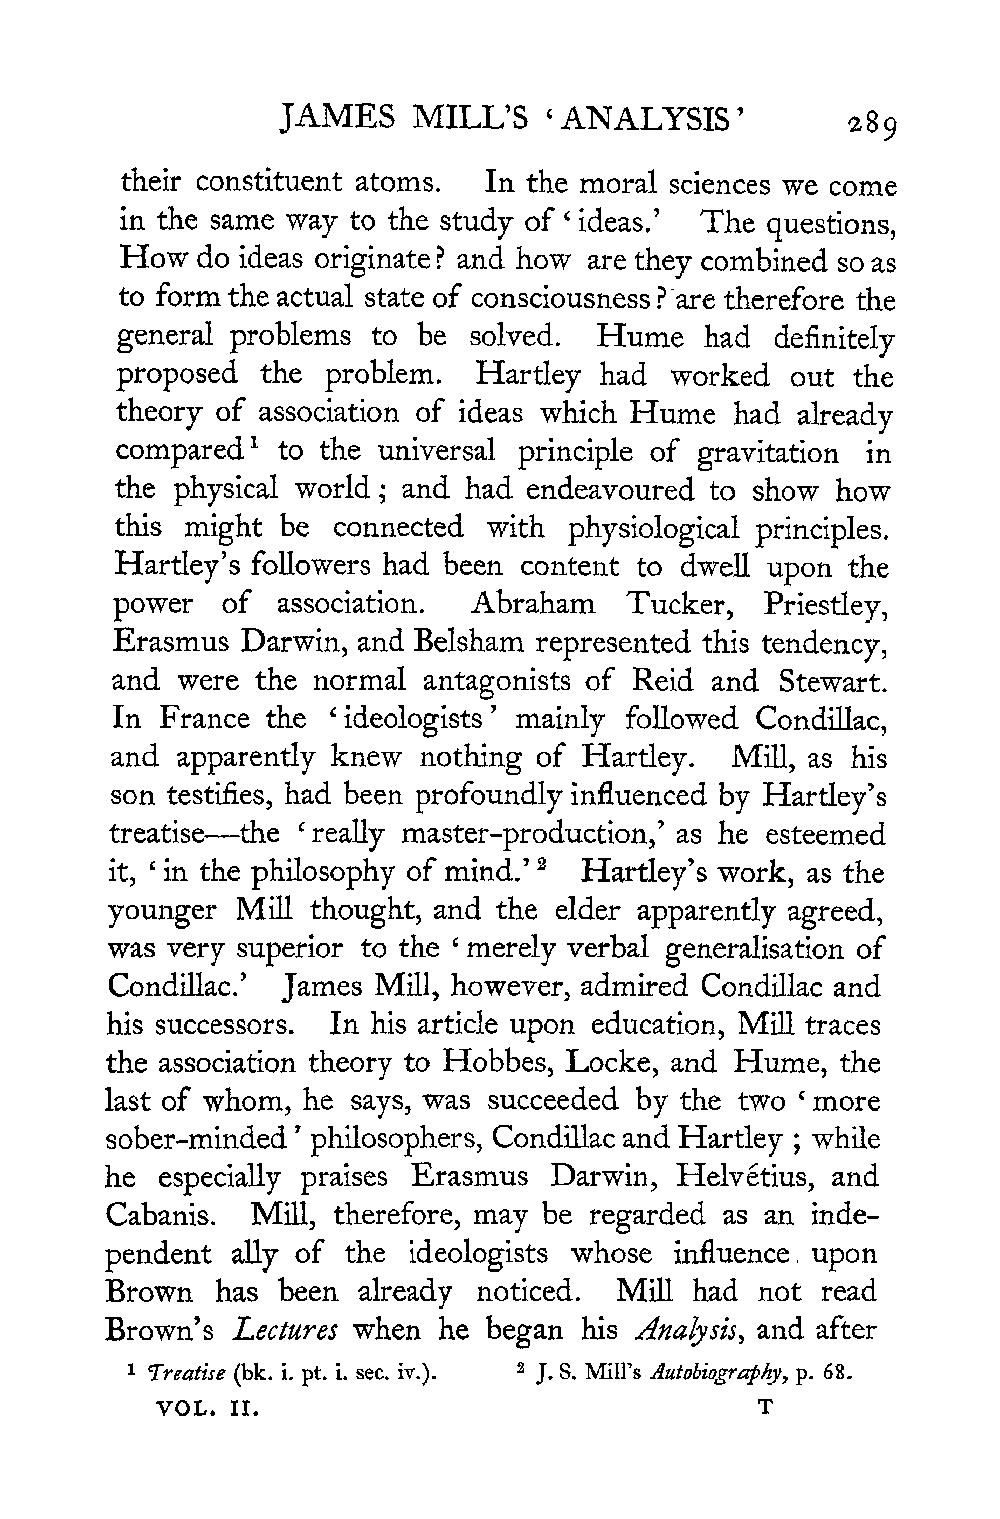 JAMES MILL'S ‘ANALYSIS’ 289
their constituent atoms. In the moral sciences we come
in the same way to the study of ‘ideas.’ The questions,
How do ideas originate? and how are they combined so as
to form the actual state of consciousness? are therefore the
general problems to be solved. Hume had definitely
proposed the problem. Hartley had worked out the
theory of association of ideas which Hume had already
compared¹ to the universal principle of gravitation in
the physical world; and had endeavoured to show how
this might be connected with physiological principles.
Hartley's followers had been content to dwell upon the
power of association. Abraham Tucker, Priestley,
Erasmus Darwin, and Belsham represented this tendency,
and were the normal antagonists of Reid and Stewart.
In France the ‘ideologists’ mainly followed Condillac,
and apparently knew nothing of Hartley. Mill, as his
son testifies, had been profoundly influenced by Hartley's
treatise—the ‘really master-production,’ as he esteemed
it, ‘in the philosophy of mind.’² Hartley's work, as the
younger Mill thought, and the elder apparently agreed,
was very superior to the ‘merely verbal generalisation of
Condillac.’ James Mill, however, admired Condillac and
his successors. In his article upon education, Mill traces
the association theory to Hobbes, Locke, and Hume, the
last of whom, he says, was succeeded by the two ‘more
sober-minded’ philosophers, Condillac and Hartley; while
he especially praises Erasmus Darwin, Helvétius, and
Cabanis. Mill, therefore, may be regarded as an inde-
pendent ally of the ideologists whose influence upon
Brown has been already noticed. Mill had not read
Brown's Lectures when he began his Analysis, and after
¹ Treatise (bk. i. pt. i. sec. iv.). ² J. S. Mill's Autobiography, p. 68.
VOL. II. T